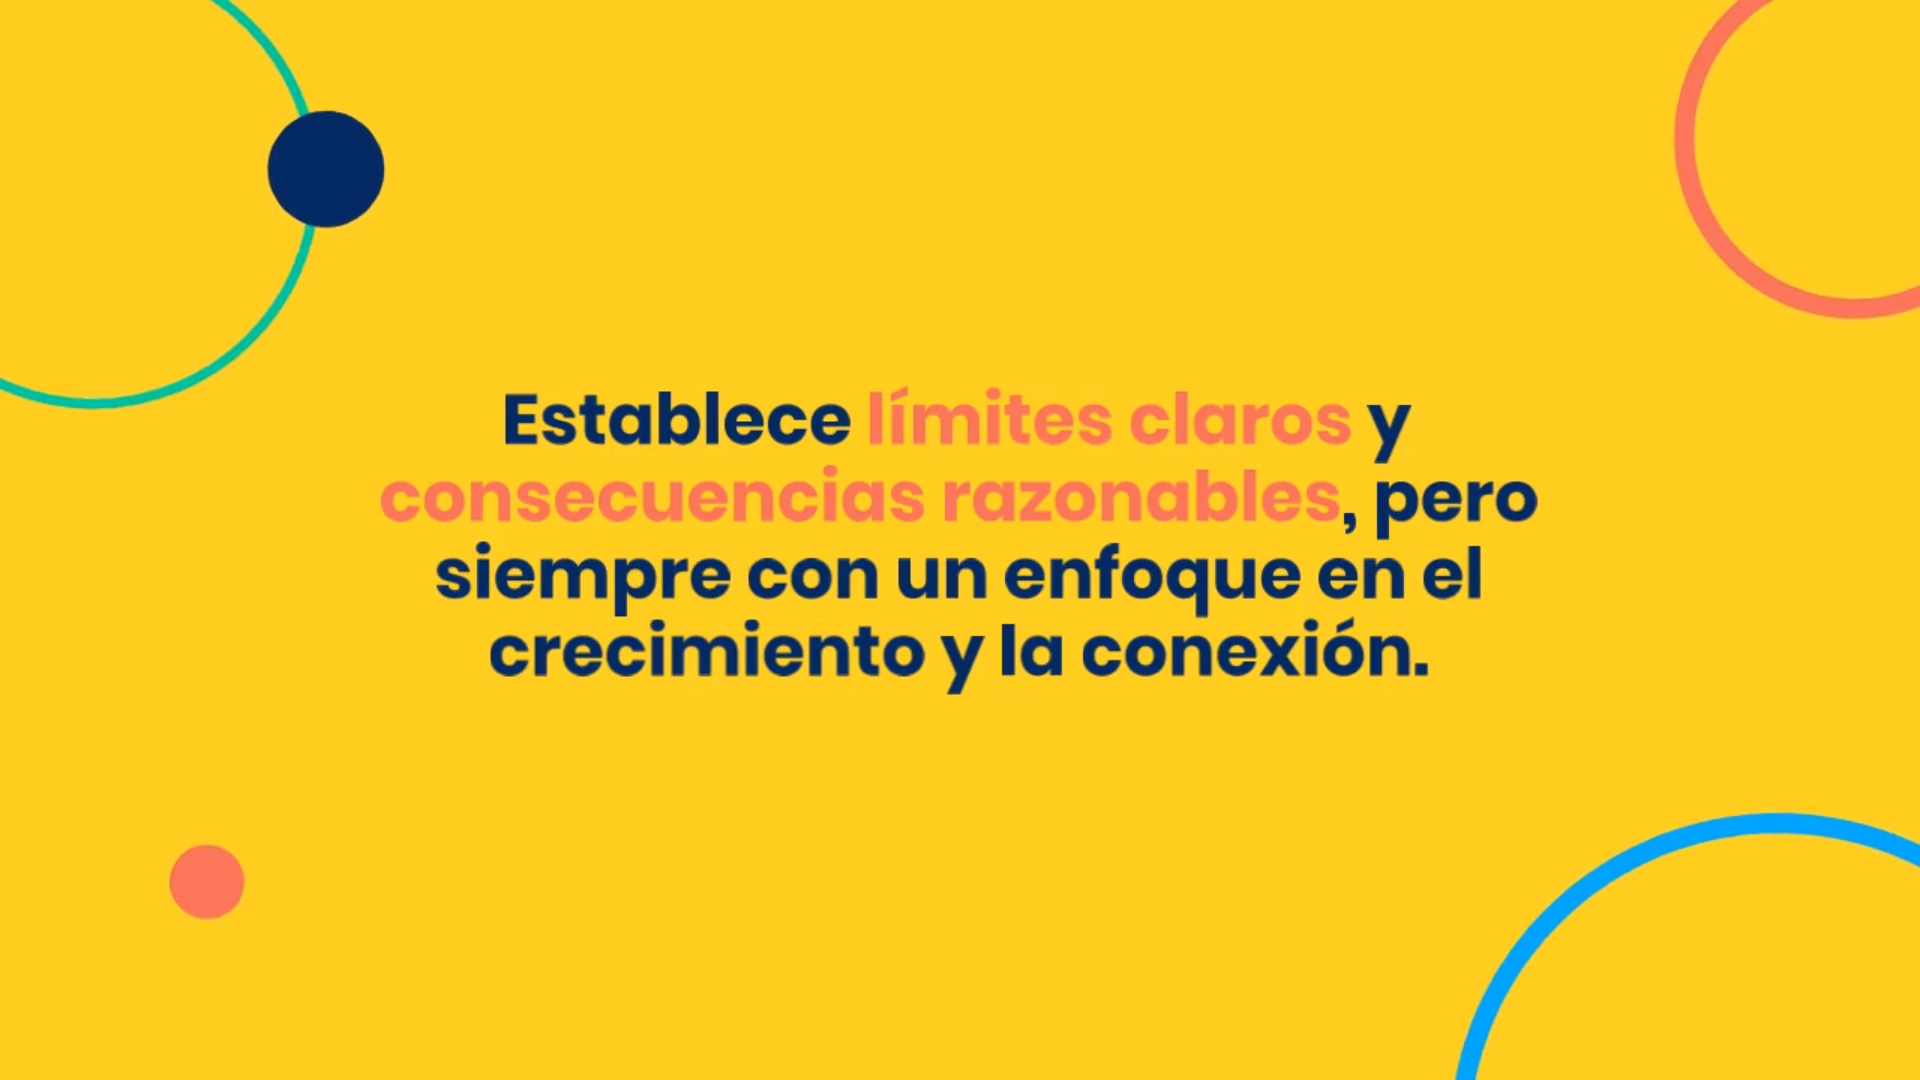 Establece límites claros y
consecuencias razonables, pero
siempre con un enfoque en el
crecimiento y la conexión.